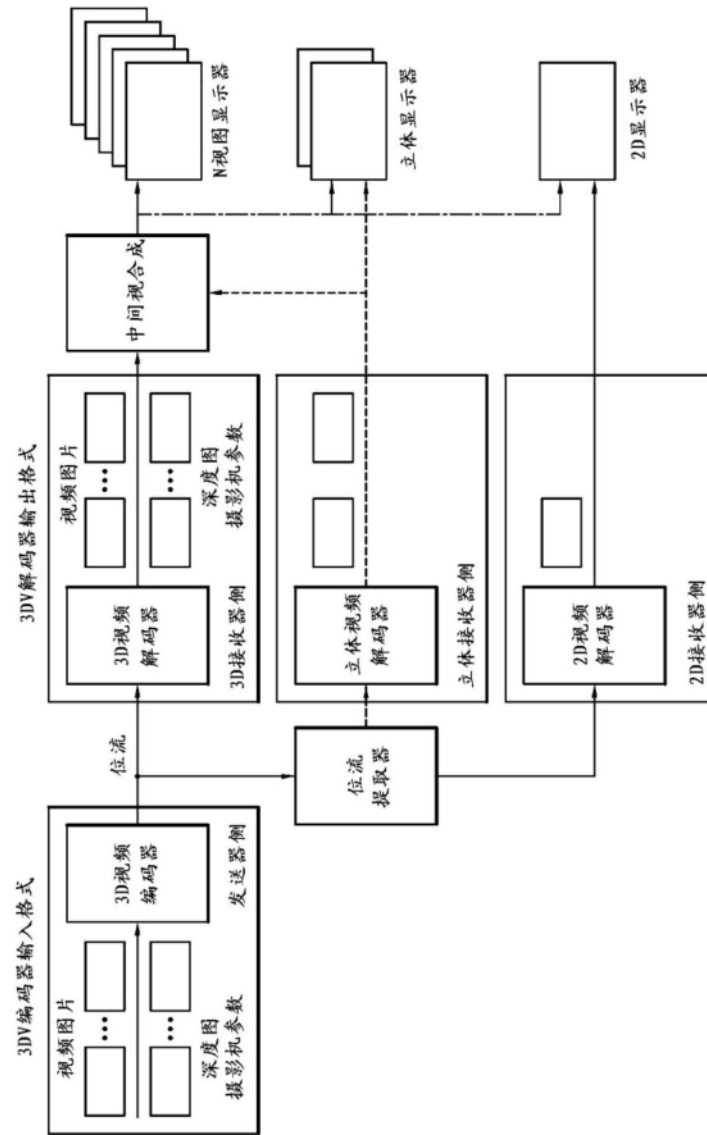 3DV编码器输入格式
视频图片
深度图
摄影机参数
3D视频
编码器
发送器侧
位流
3DV解码器输出格式
3D视频
解码器
视频图片
深度图
摄影机参数
3D接收器侧
中间视合成
N视图显示器
位流
提取器
立体视频
解码器
立体接收器侧
立体显示器
2D视频
解码器
2D接收器侧
2D显示器